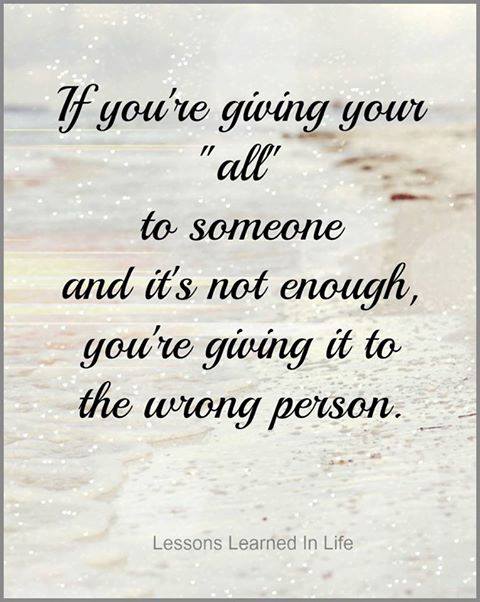 If you're giving your
"all"
to someone
and it's not enough,
you're giving it to
the wrong person.
Lessons Learned In Life